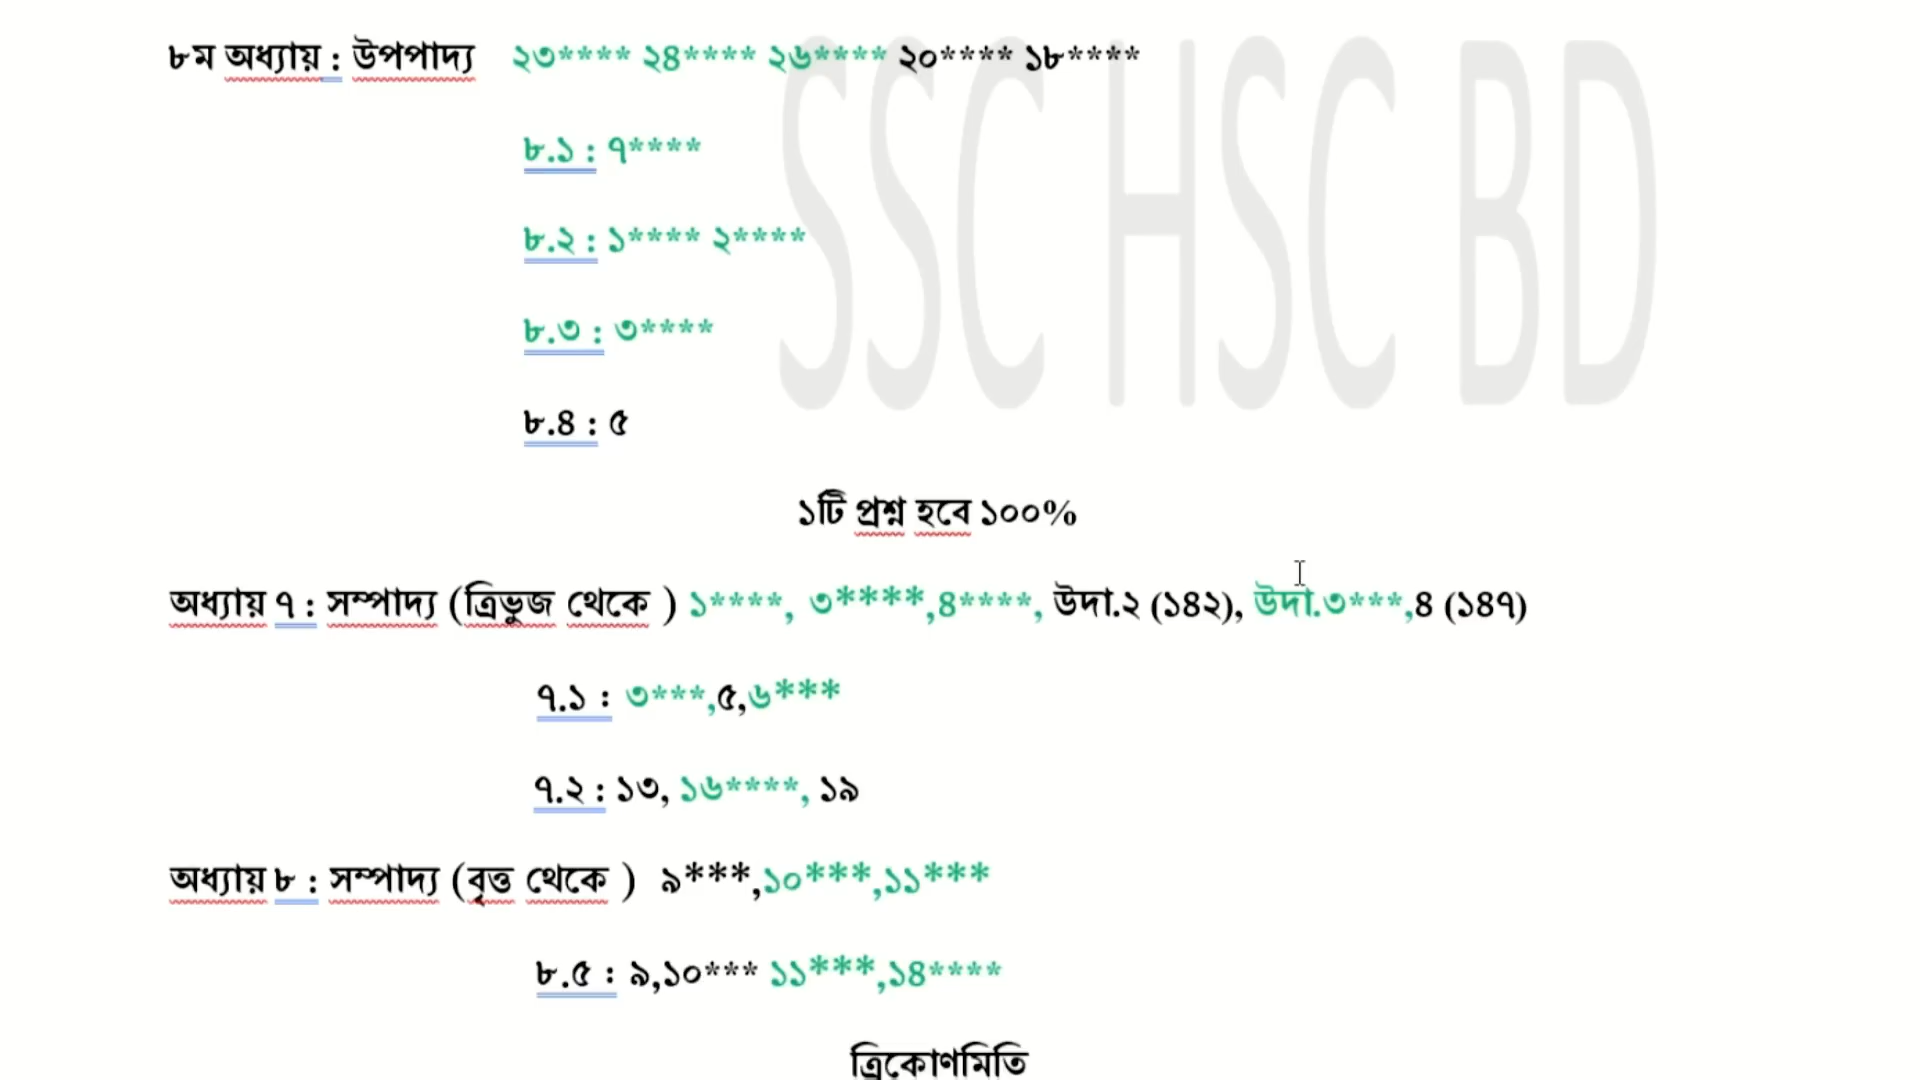 ৮ম অধ্যায় : উপপাদ্য ২৩**** ২৪**** ২৬**** ২০**** ১৮****
SSC HSC BD
৮.১ : ৭****
৮.২ : ১**** ২****
৮.৩ : ৩****
৮.৪ : ৫
১টি প্রশ্ন হবে ১০০%
অধ্যায় ৭ : সম্পাদ্য (ত্রিভুজ থেকে ) ১****, ৩****,৪****, উদা.২ (১৪২), উদা.৩***,৪ (১৪৭)
৭.১ : ৩***,৫,৬***
৭.২ : ১৩, ১৬****, ১৯
অধ্যায় ৮ : সম্পাদ্য (বৃত্ত থেকে ) ৯***,১০***,১১***
৮.৫ : ৯,১০*** ১১***,১৪****
ত্রিকোণমিতি